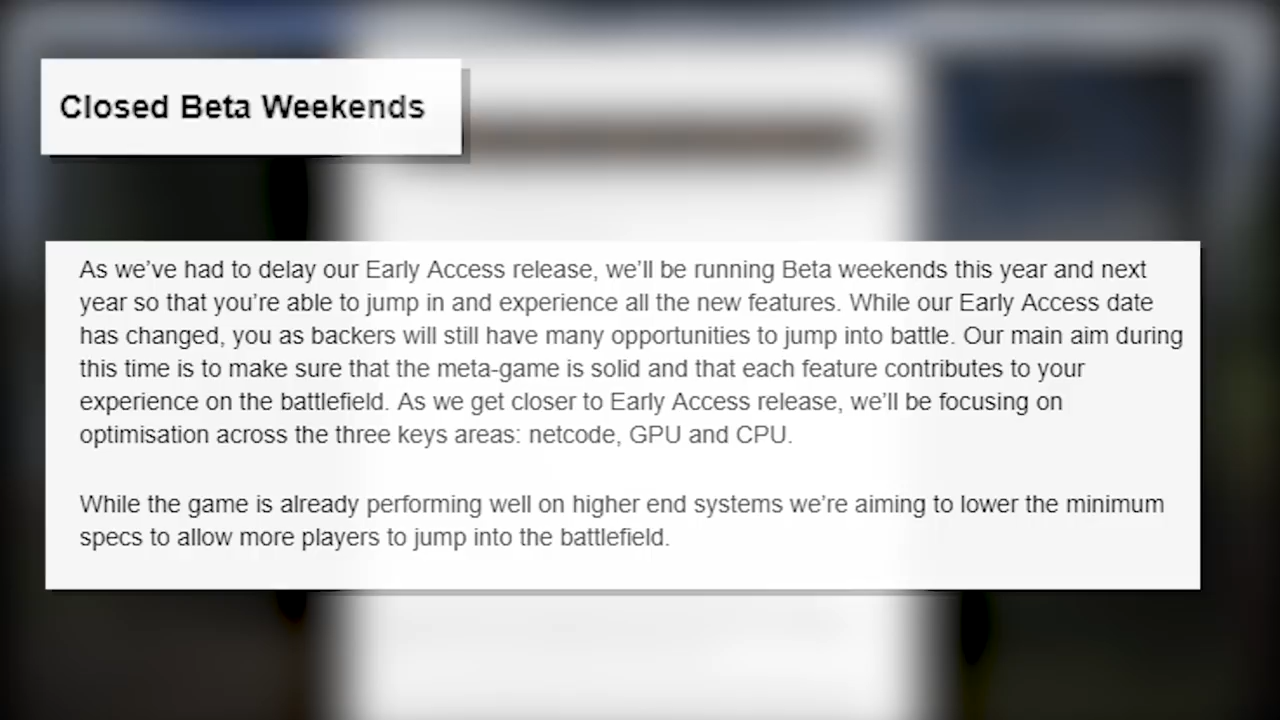 Closed Beta Weekends
As we’ve had to delay our Early Access release, we’ll be running Beta weekends this year and next
year so that you’re able to jump in and experience all the new features. While our Early Access date
has changed, you as backers will still have many opportunities to jump into battle. Our main aim during
this time is to make sure that the meta-game is solid and that each feature contributes to your
experience on the battlefield. As we get closer to Early Access release, we’ll be focusing on
optimisation across the three keys areas: netcode, GPU and CPU.
While the game is already performing well on higher end systems we’re aiming to lower the minimum
specs to allow more players to jump into the battlefield.